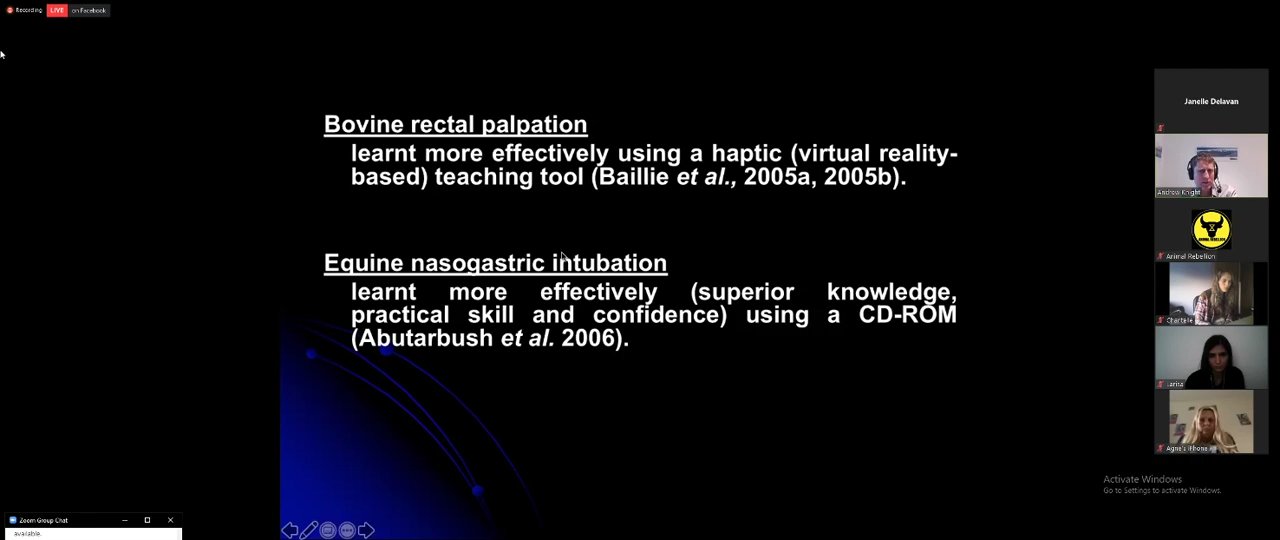 Recording
LIVE
on Facebook
Janelle Delavan
Bovine rectal palpation
learnt more effectively using a haptic (virtual reality-
based) teaching tool (Baillie et al., 2005a, 2005b).
Andrew Knight
Equine nasogastric intubation
learnt more effectively (superior knowledge,
practical skill and confidence) using a CD-ROM
(Abutarbush et al. 2006).
Animal Rebellion
Chantelle
Larisa
Agne's iPhone
Activate Windows
Go to Settings to activate Windows.
Zoom Group Chat
available.